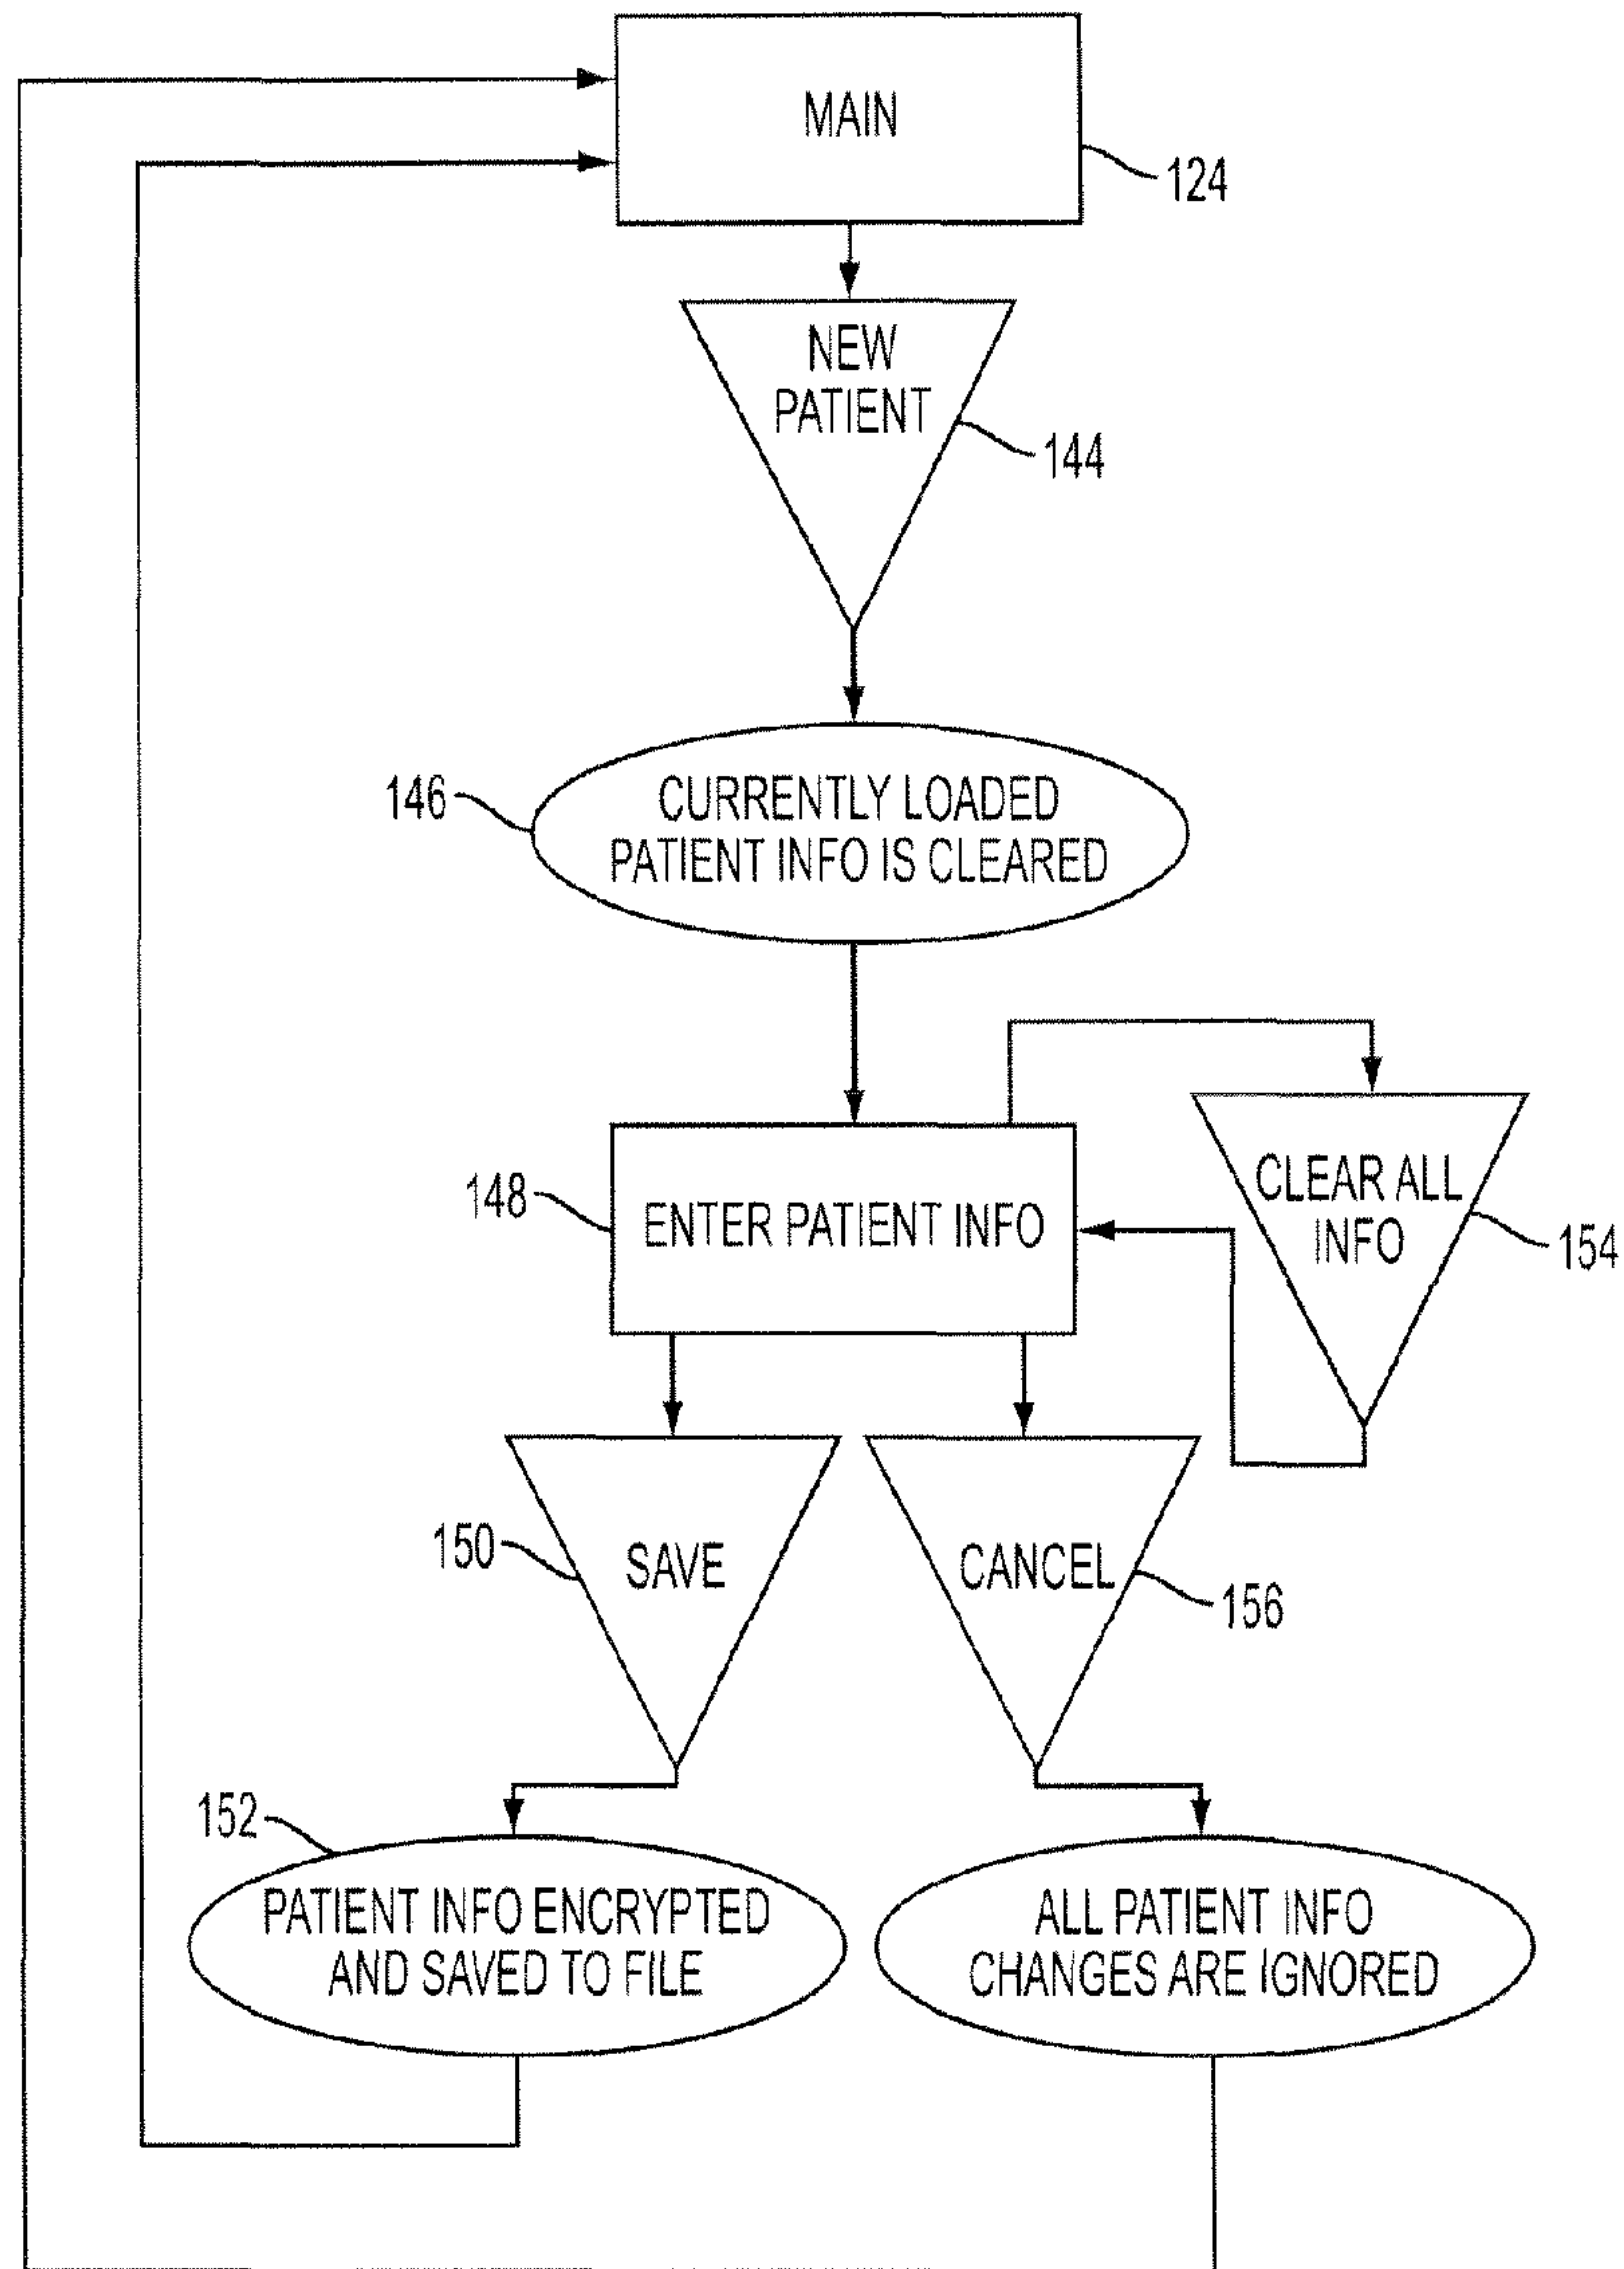 MAIN
124
NEW
PATIENT
144
146
CURRENTLY LOADED
PATIENT INFO IS CLEARED
148
ENTER PATIENT INFO
CLEAR ALL
INFO
154
150
SAVE
CANCEL
156
152
PATIENT INFO ENCRYPTED
AND SAVED TO FILE
ALL PATIENT INFO
CHANGES ARE IGNORED